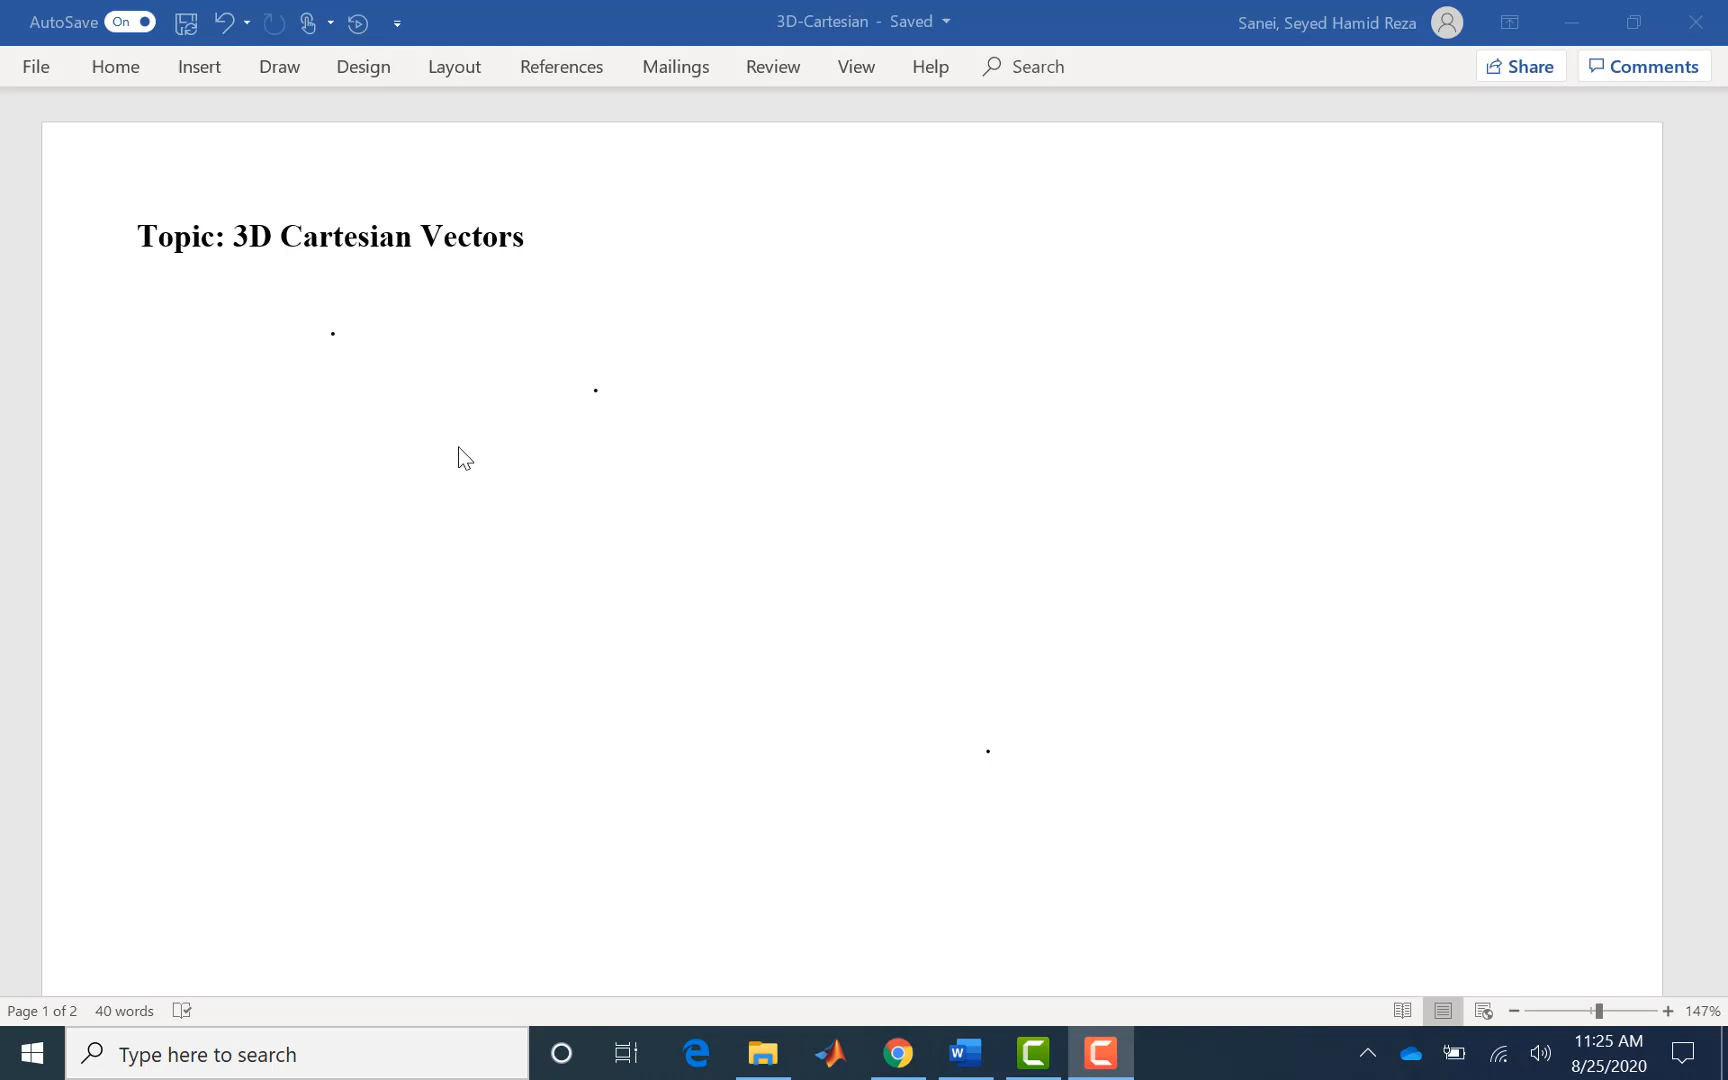 AutoSave On 3D-Cartesian - Saved Sanei, Seyed Hamid Reza
File Home Insert Draw Design Layout References Mailings Review View Help Search Share Comments
Topic: 3D Cartesian Vectors
Page 1 of 2 40 words 147%
Type here to search
11:25 AM
8/25/2020